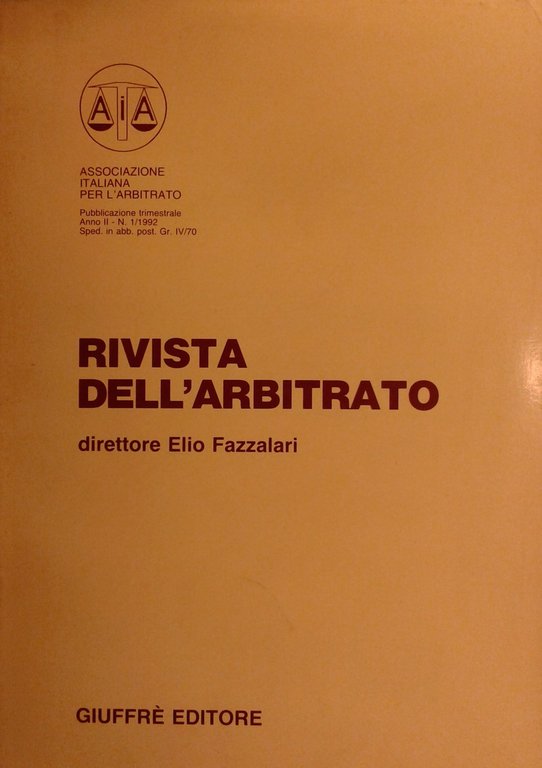 AiA
ASSOCIAZIONE
ITALIANA
PER L'ARBITRATO
Pubblicazione trimestrale
Anno II - N. 1/1992
Sped. in abb. post. Gr. IV/70
RIVISTA
DELL'ARBITRATO
direttore Elio Fazzalari
GIUFFRÈ EDITORE